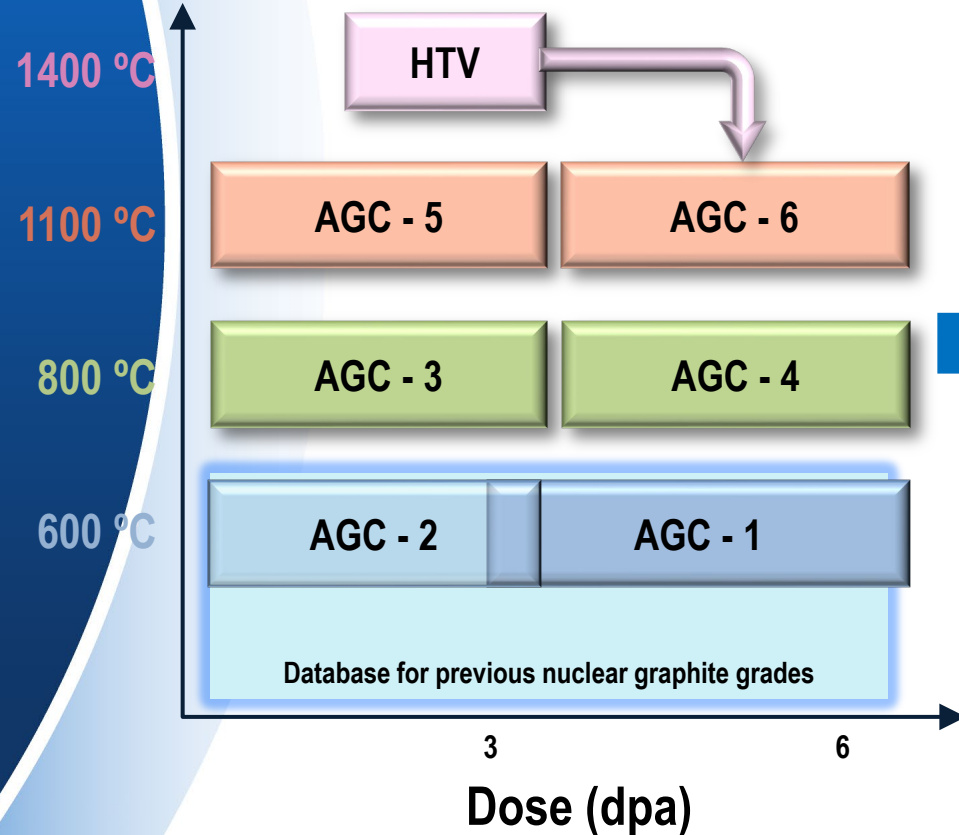 1400 ºC
HTV
1100 ºC
AGC - 5
AGC - 6
800 ºC
AGC - 3
AGC - 4
600 ºC
AGC - 2
AGC - 1
Database for previous nuclear graphite grades
3
6
Dose (dpa)